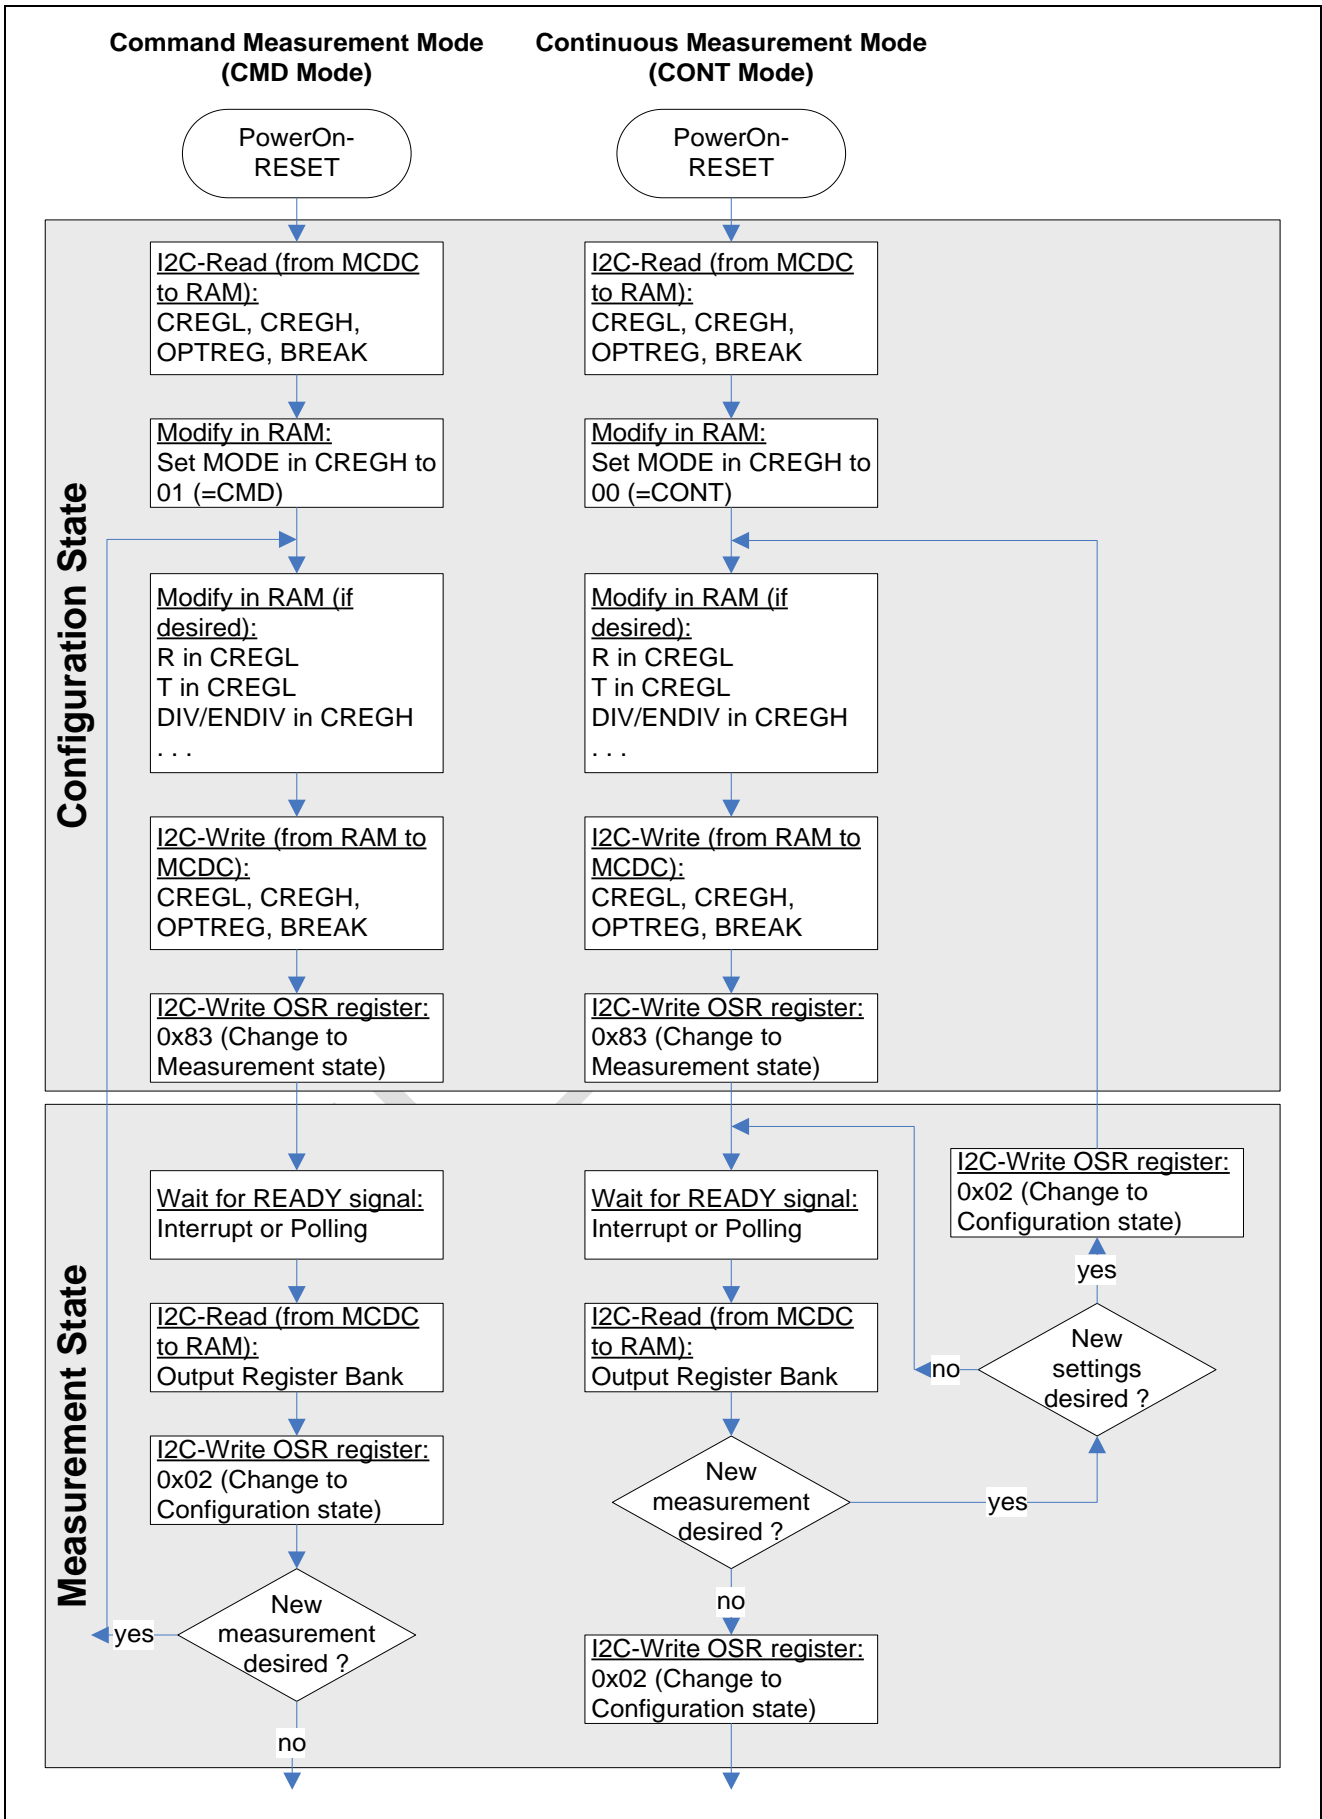 Command Measurement Mode
(CMD Mode)
Continuous Measurement Mode
(CONT Mode)
PowerOn-
RESET
PowerOn-
RESET
Configuration State
I2C-Read (from MCDC
to RAM):
CREGL, CREGH,
OPTREG, BREAK
Modify in RAM:
Set MODE in CREGH to
01 (=CMD)
Modify in RAM (if
desired):
R in CREGL
T in CREGL
DIV/ENDIV in CREGH
. . .
I2C-Write (from RAM to
MCDC):
CREGL, CREGH,
OPTREG, BREAK
I2C-Write OSR register:
0x83 (Change to
Measurement state)
I2C-Read (from MCDC
to RAM):
CREGL, CREGH,
OPTREG, BREAK
Modify in RAM:
Set MODE in CREGH to
00 (=CONT)
Modify in RAM (if
desired):
R in CREGL
T in CREGL
DIV/ENDIV in CREGH
. . .
I2C-Write (from RAM to
MCDC):
CREGL, CREGH,
OPTREG, BREAK
I2C-Write OSR register:
0x83 (Change to
Measurement state)
Measurement State
Wait for READY signal:
Interrupt or Polling
I2C-Read (from MCDC
to RAM):
Output Register Bank
I2C-Write OSR register:
0x02 (Change to
Configuration state)
New
measurement
desired ?
yes
no
Wait for READY signal:
Interrupt or Polling
I2C-Read (from MCDC
to RAM):
Output Register Bank
New
measurement
desired ?
yes
no
I2C-Write OSR register:
0x02 (Change to
Configuration state)
I2C-Write OSR register:
0x02 (Change to
Configuration state)
yes
New
settings
desired ?
no